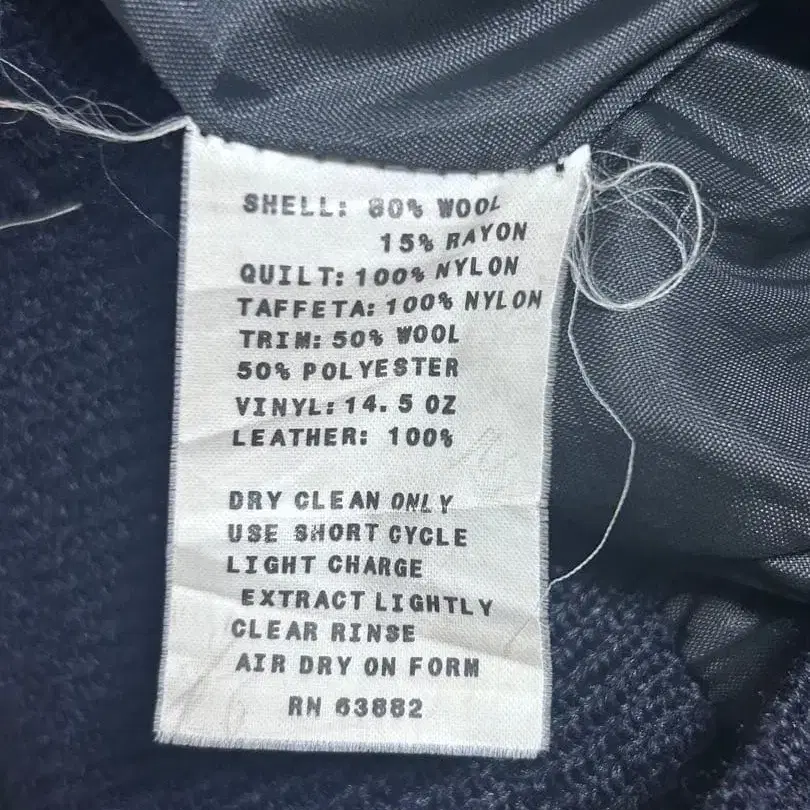 SHELL: 80% WOOL
15% RAYON
QUILT: 100% NYLON
TAFFETA: 100% NYLON
TRIM: 50% WOOL
50% POLYESTER
VINYL: 14.5 OZ
LEATHER: 100%
DRY CLEAN ONLY
USE SHORT CYCLE
LIGHT CHARGE
EXTRACT LIGHTLY
CLEAR RINSE
AIR DRY ON FORM
RN 63882